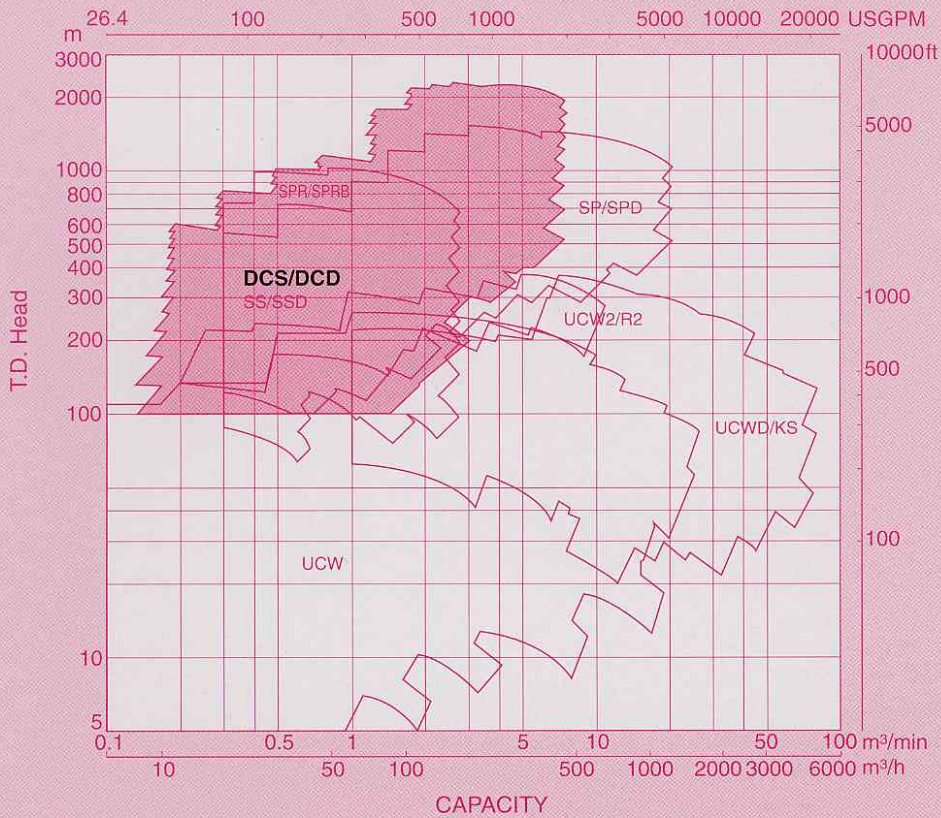 26.4 100 500 1000 5000 10000 20000 USGPM
m
3000
2000
1000
800
600
500
400
300
200
100
10
5
T.D. Head
10000ft
5000
1000
500
100
SPR/SPRB
SP/SPD
DCS/DCD
SS/SSD
UCW2/R2
UCWD/KS
UCW
0.1 0.5 1 5 10 50 100 m³/min
10 50 100 500 1000 2000 3000 6000 m³/h
CAPACITY